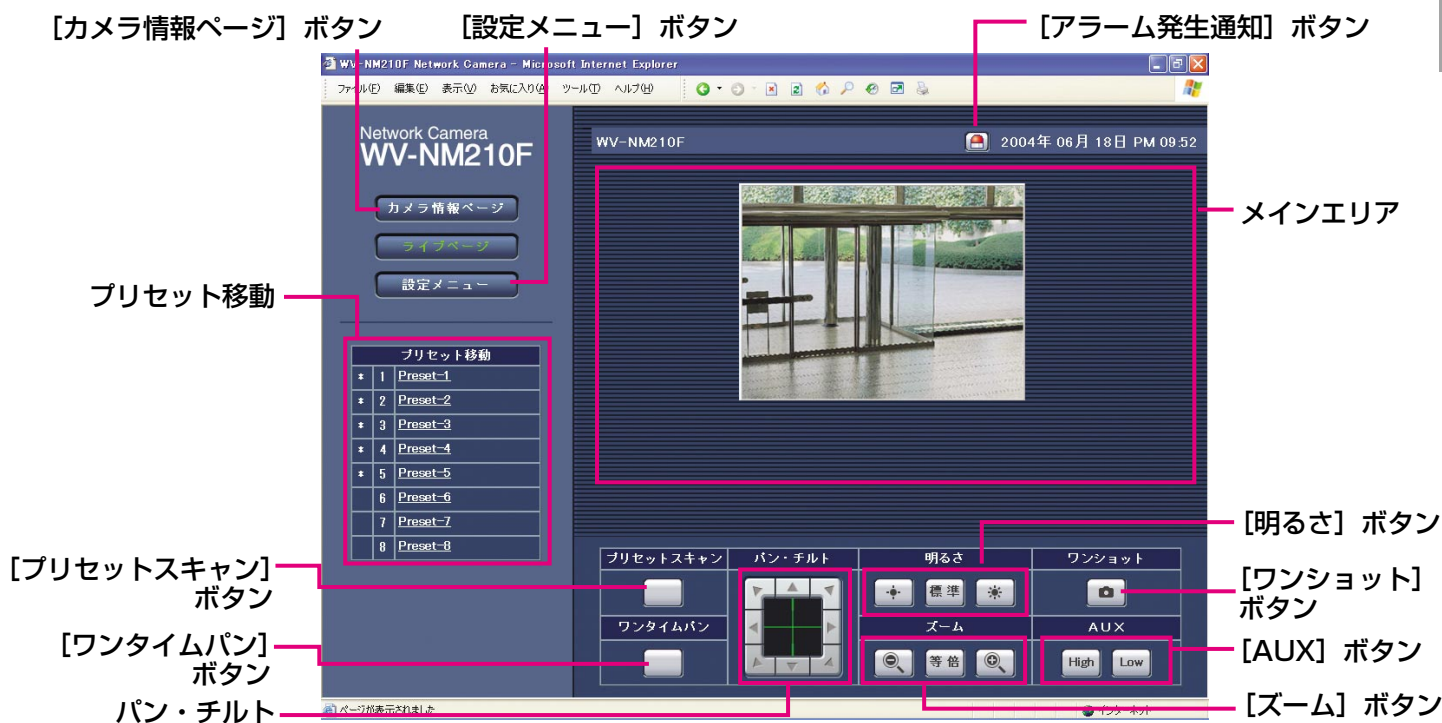 [カメラ情報ページ] ボタン
[設定メニュー] ボタン
[アラーム発生通知] ボタン
WV-NM210F Network Camera - Microsoft Internet Explorer
ファイル(F) 編集(E) 表示(V) お気に入り(A) ツール(T) ヘルプ(H)
Network Camera
WV-NM210F
WV-NM210F
2004年 06月 18日 PM 09:52
カメラ情報ページ
ライブページ
設定メニュー
メインエリア
プリセット移動
プリセット移動
* 1 Preset-1
* 2 Preset-2
* 3 Preset-3
* 4 Preset-4
* 5 Preset-5
6 Preset-6
7 Preset-7
8 Preset-8
[プリセットスキャン]
ボタン
[ワンタイムパン]
ボタン
パン・チルト
プリセットスキャン
パン・チルト
明るさ
ワンショット
標準
ワンタイムパン
ズーム
AUX
等倍
High
Low
[明るさ] ボタン
[ワンショット]
ボタン
[AUX] ボタン
[ズーム] ボタン
ページが表示されました
インターネット